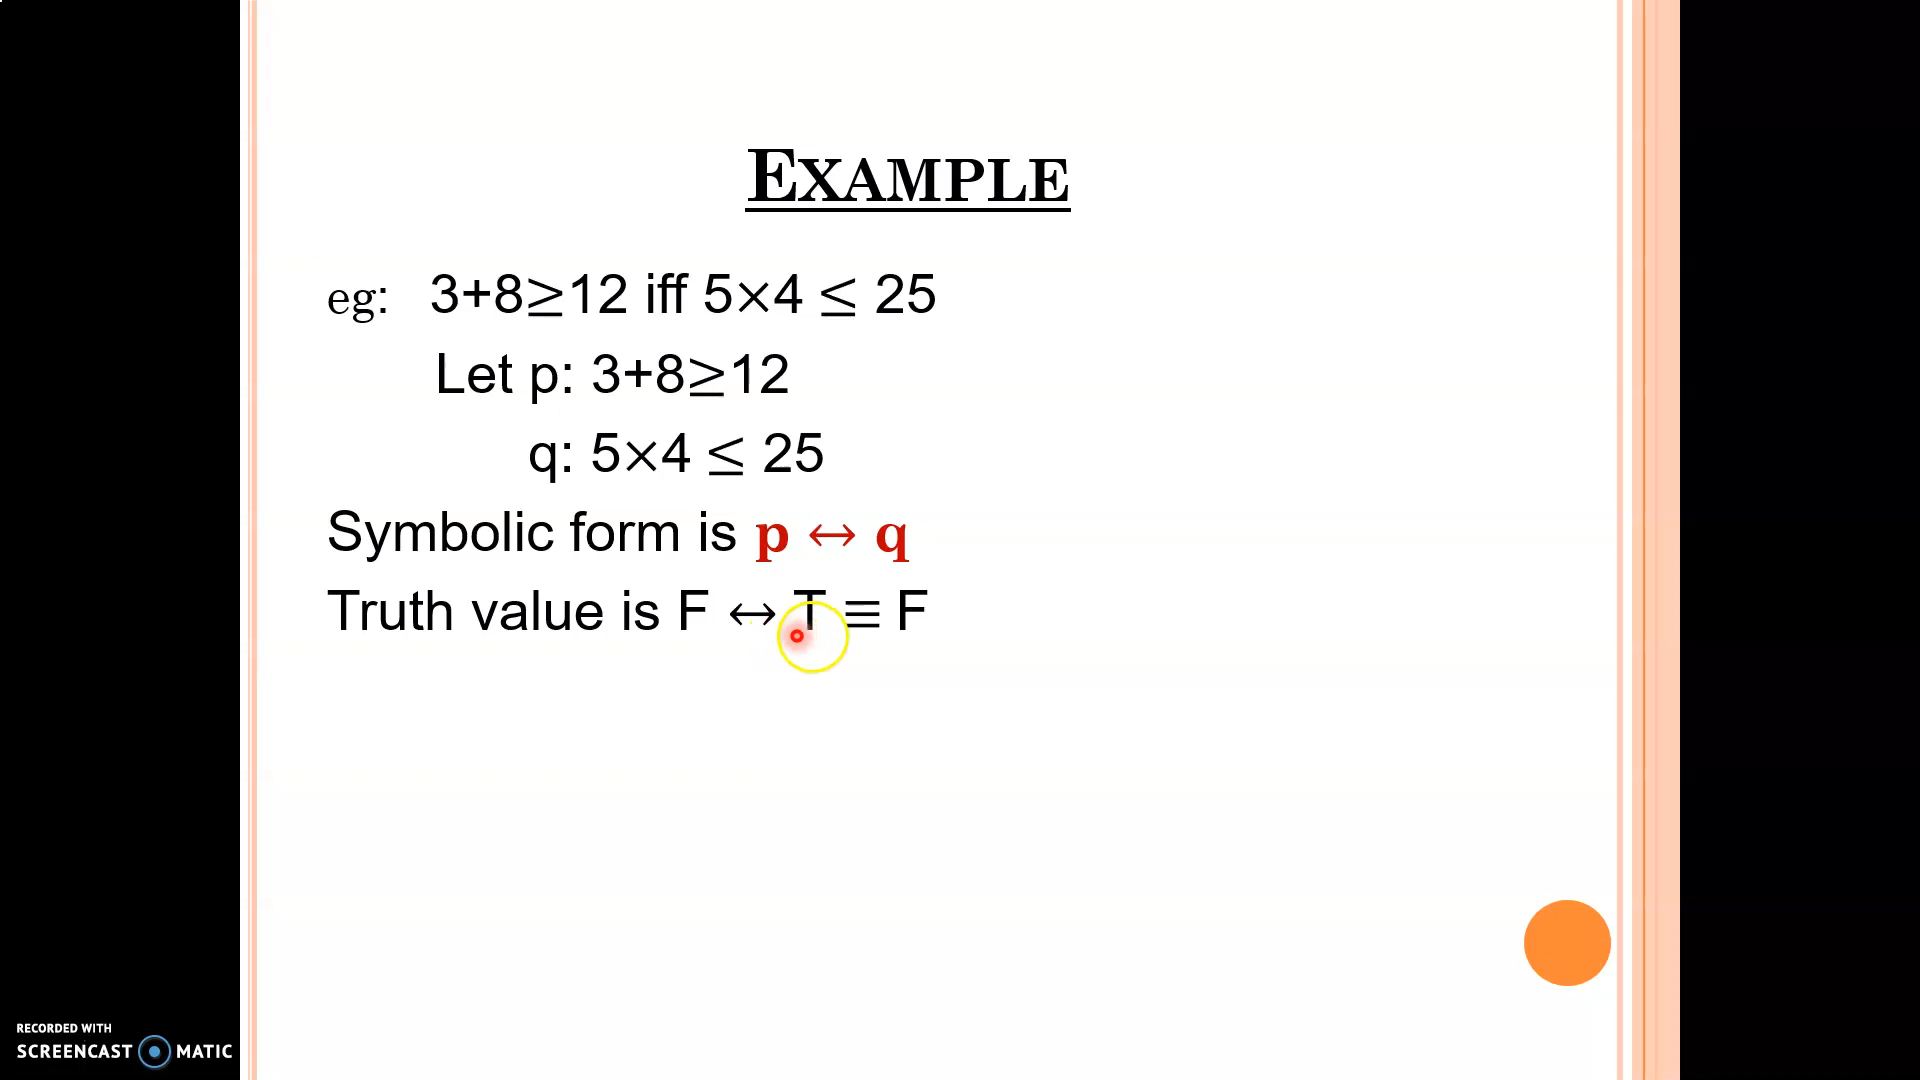 EXAMPLE
eg: 3+8≥12 iff 5×4 ≤ 25
Let p: 3+8≥12
q: 5×4 ≤ 25
Symbolic form is p ↔ q
Truth value is F ↔ T ≡ F
RECORDED WITH
SCREENCAST MATIC